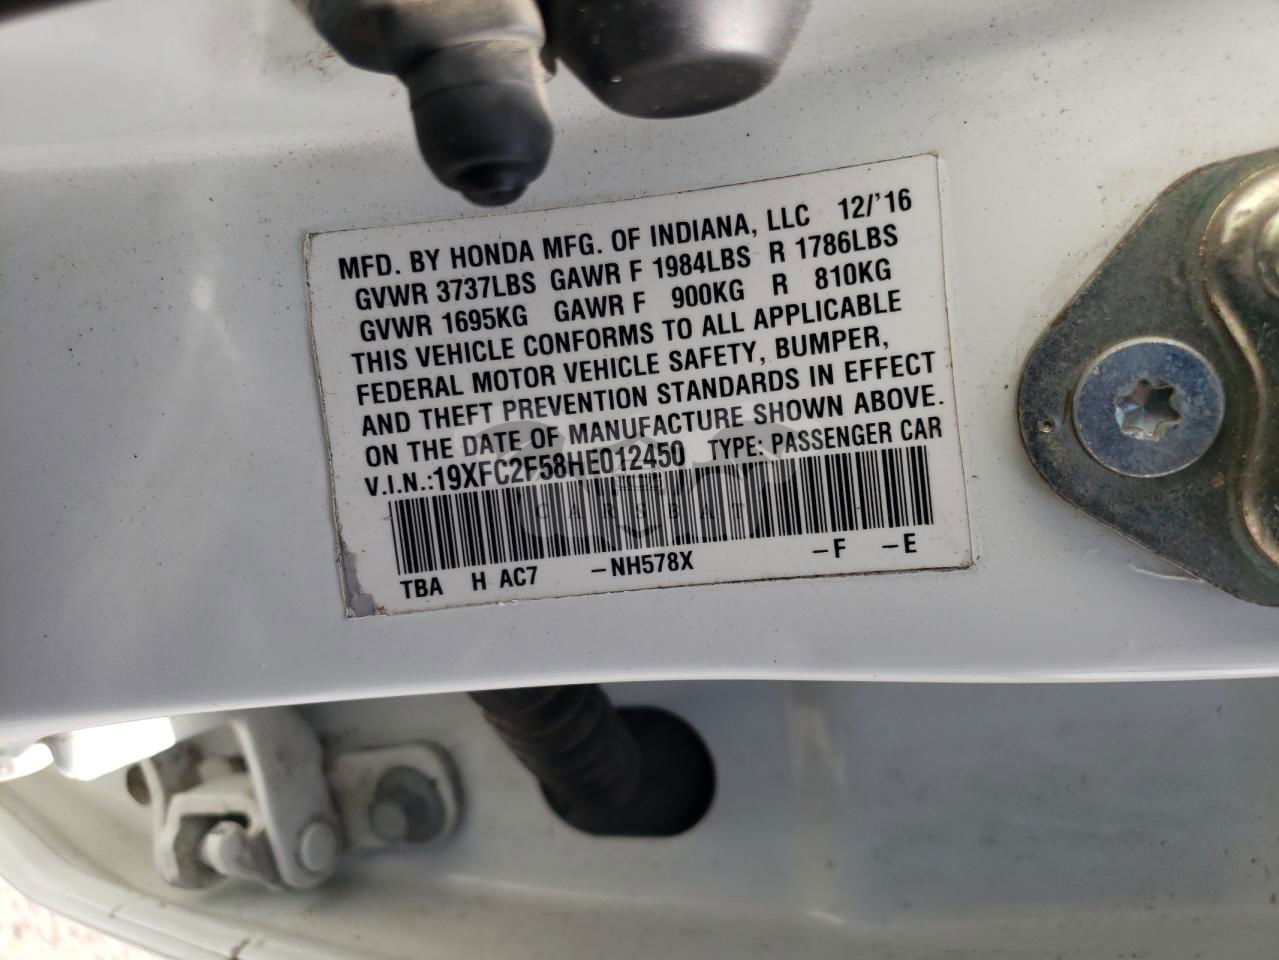 MFD. BY HONDA MFG. OF INDIANA, LLC 12/'16
GVWR 3737LBS GAWR F 1984LBS R 1786LBS
GVWR 1695KG GAWR F 900KG R 810KG
THIS VEHICLE CONFORMS TO ALL APPLICABLE
FEDERAL MOTOR VEHICLE SAFETY, BUMPER,
AND THEFT PREVENTION STANDARDS IN EFFECT
ON THE DATE OF MANUFACTURE SHOWN ABOVE.
V.I.N.:19XFC2F58HE012450 TYPE: PASSENGER CAR
CARSBAT
TBA H AC7 –NH578X –F –E